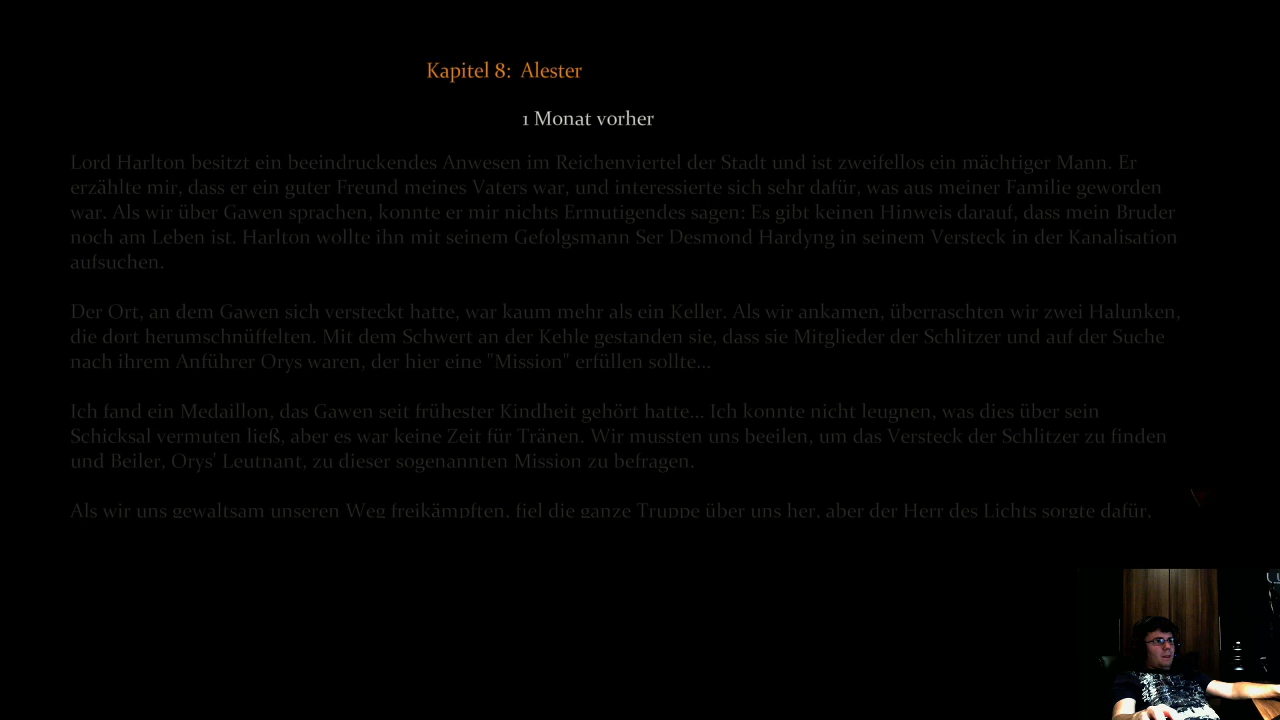 Kapitel 8: Alester
1 Monat vorher
Lord Harlton besitzt ein beeindruckendes Anwesen im Reichenviertel der Stadt und ist zweifellos ein mächtiger Mann. Er
erzählte mir, dass er ein guter Freund meines Vaters war, und interessierte sich sehr dafür, was aus meiner Familie geworden
war. Als wir über Gawen sprachen, konnte er mir nichts Ermutigendes sagen: Es gibt keinen Hinweis darauf, dass mein Bruder
noch am Leben ist. Harlton wollte ihn mit seinem Gefolgsmann Ser Desmond Hardyng in seinem Versteck in der Kanalisation
aufsuchen.
Der Ort, an dem Gawen sich versteckt hatte, war kaum mehr als ein Keller. Als wir ankamen, überraschten wir zwei Halunken,
die dort herumschnüffelten. Mit dem Schwert an der Kehle gestanden sie, dass sie Mitglieder der Schlitzer und auf der Suche
nach ihrem Anführer Orys waren, der hier eine "Mission" erfüllen sollte...
Ich fand ein Medaillon, das Gawen seit frühester Kindheit gehört hatte... Ich konnte nicht leugnen, was dies über sein
Schicksal vermuten ließ, aber es war keine Zeit für Tränen. Wir mussten uns beeilen, um das Versteck der Schlitzer zu finden
und Beiler, Orys' Leutnant, zu dieser sogenannten Mission zu befragen.
Als wir uns gewaltsam unseren Weg freikämpften, fiel die ganze Truppe über uns her, aber der Herr des Lichts sorgte dafür,